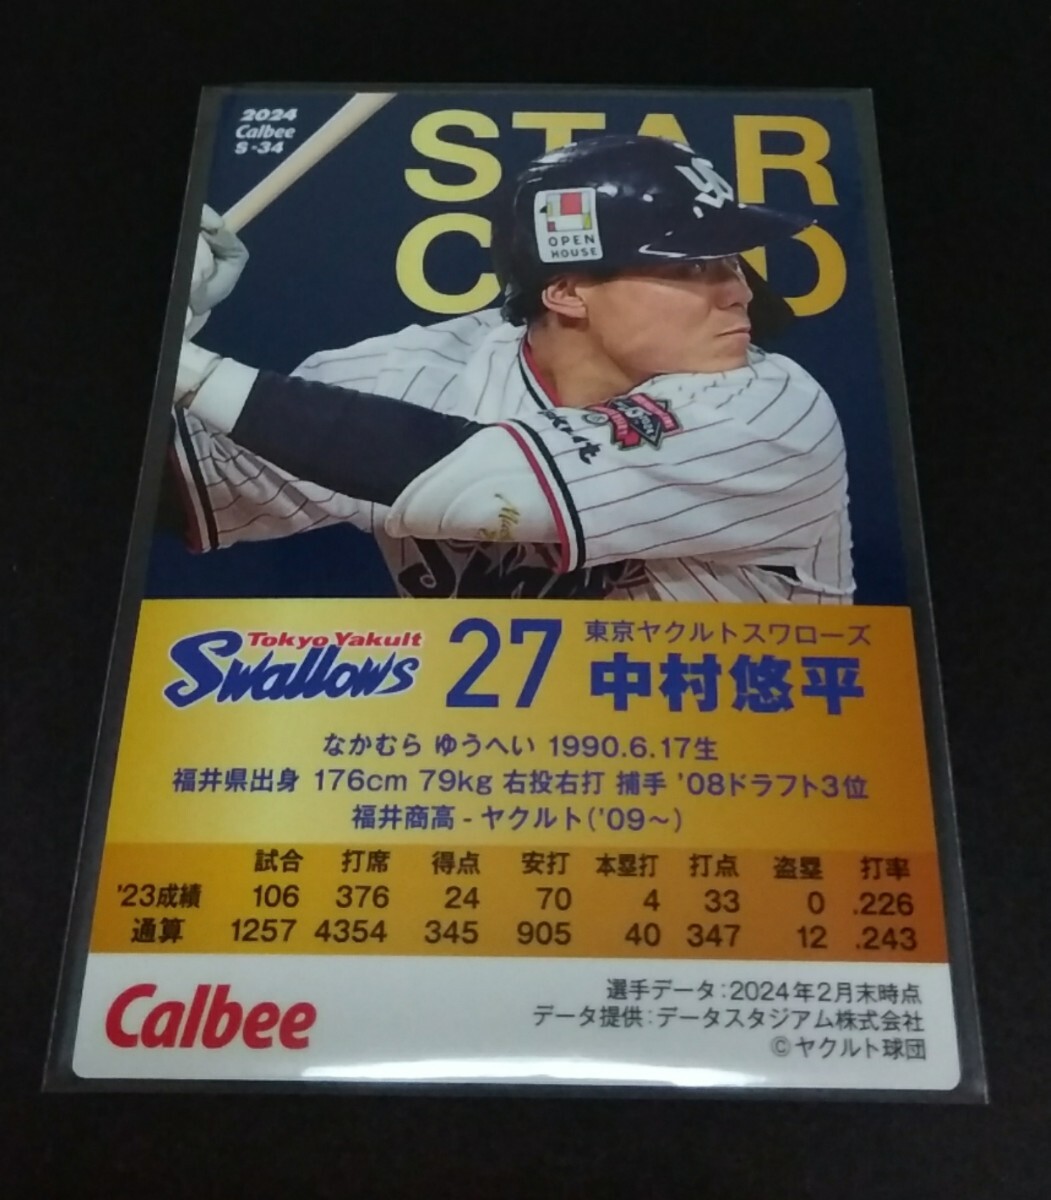 2024
Calbee
S-34
STAR
OPEN
HOUSE
Tokyo Yakult
Swallows
27
東京ヤクルトスワローズ
中村悠平
なかむら ゆうへい 1990.6.17生
福井県出身 176cm 79kg 右投右打 捕手 '08ドラフト3位
福井商高-ヤクルト('09～)
試合 打席 得点 安打 本塁打 打点 盗塁 打率
'23成績 106 376 24 70 4 33 0 .226
通算 1257 4354 345 905 40 347 12 .243
Calbee
選手データ:2024年2月末時点
データ提供:データスタジアム株式会社
©ヤクルト球団